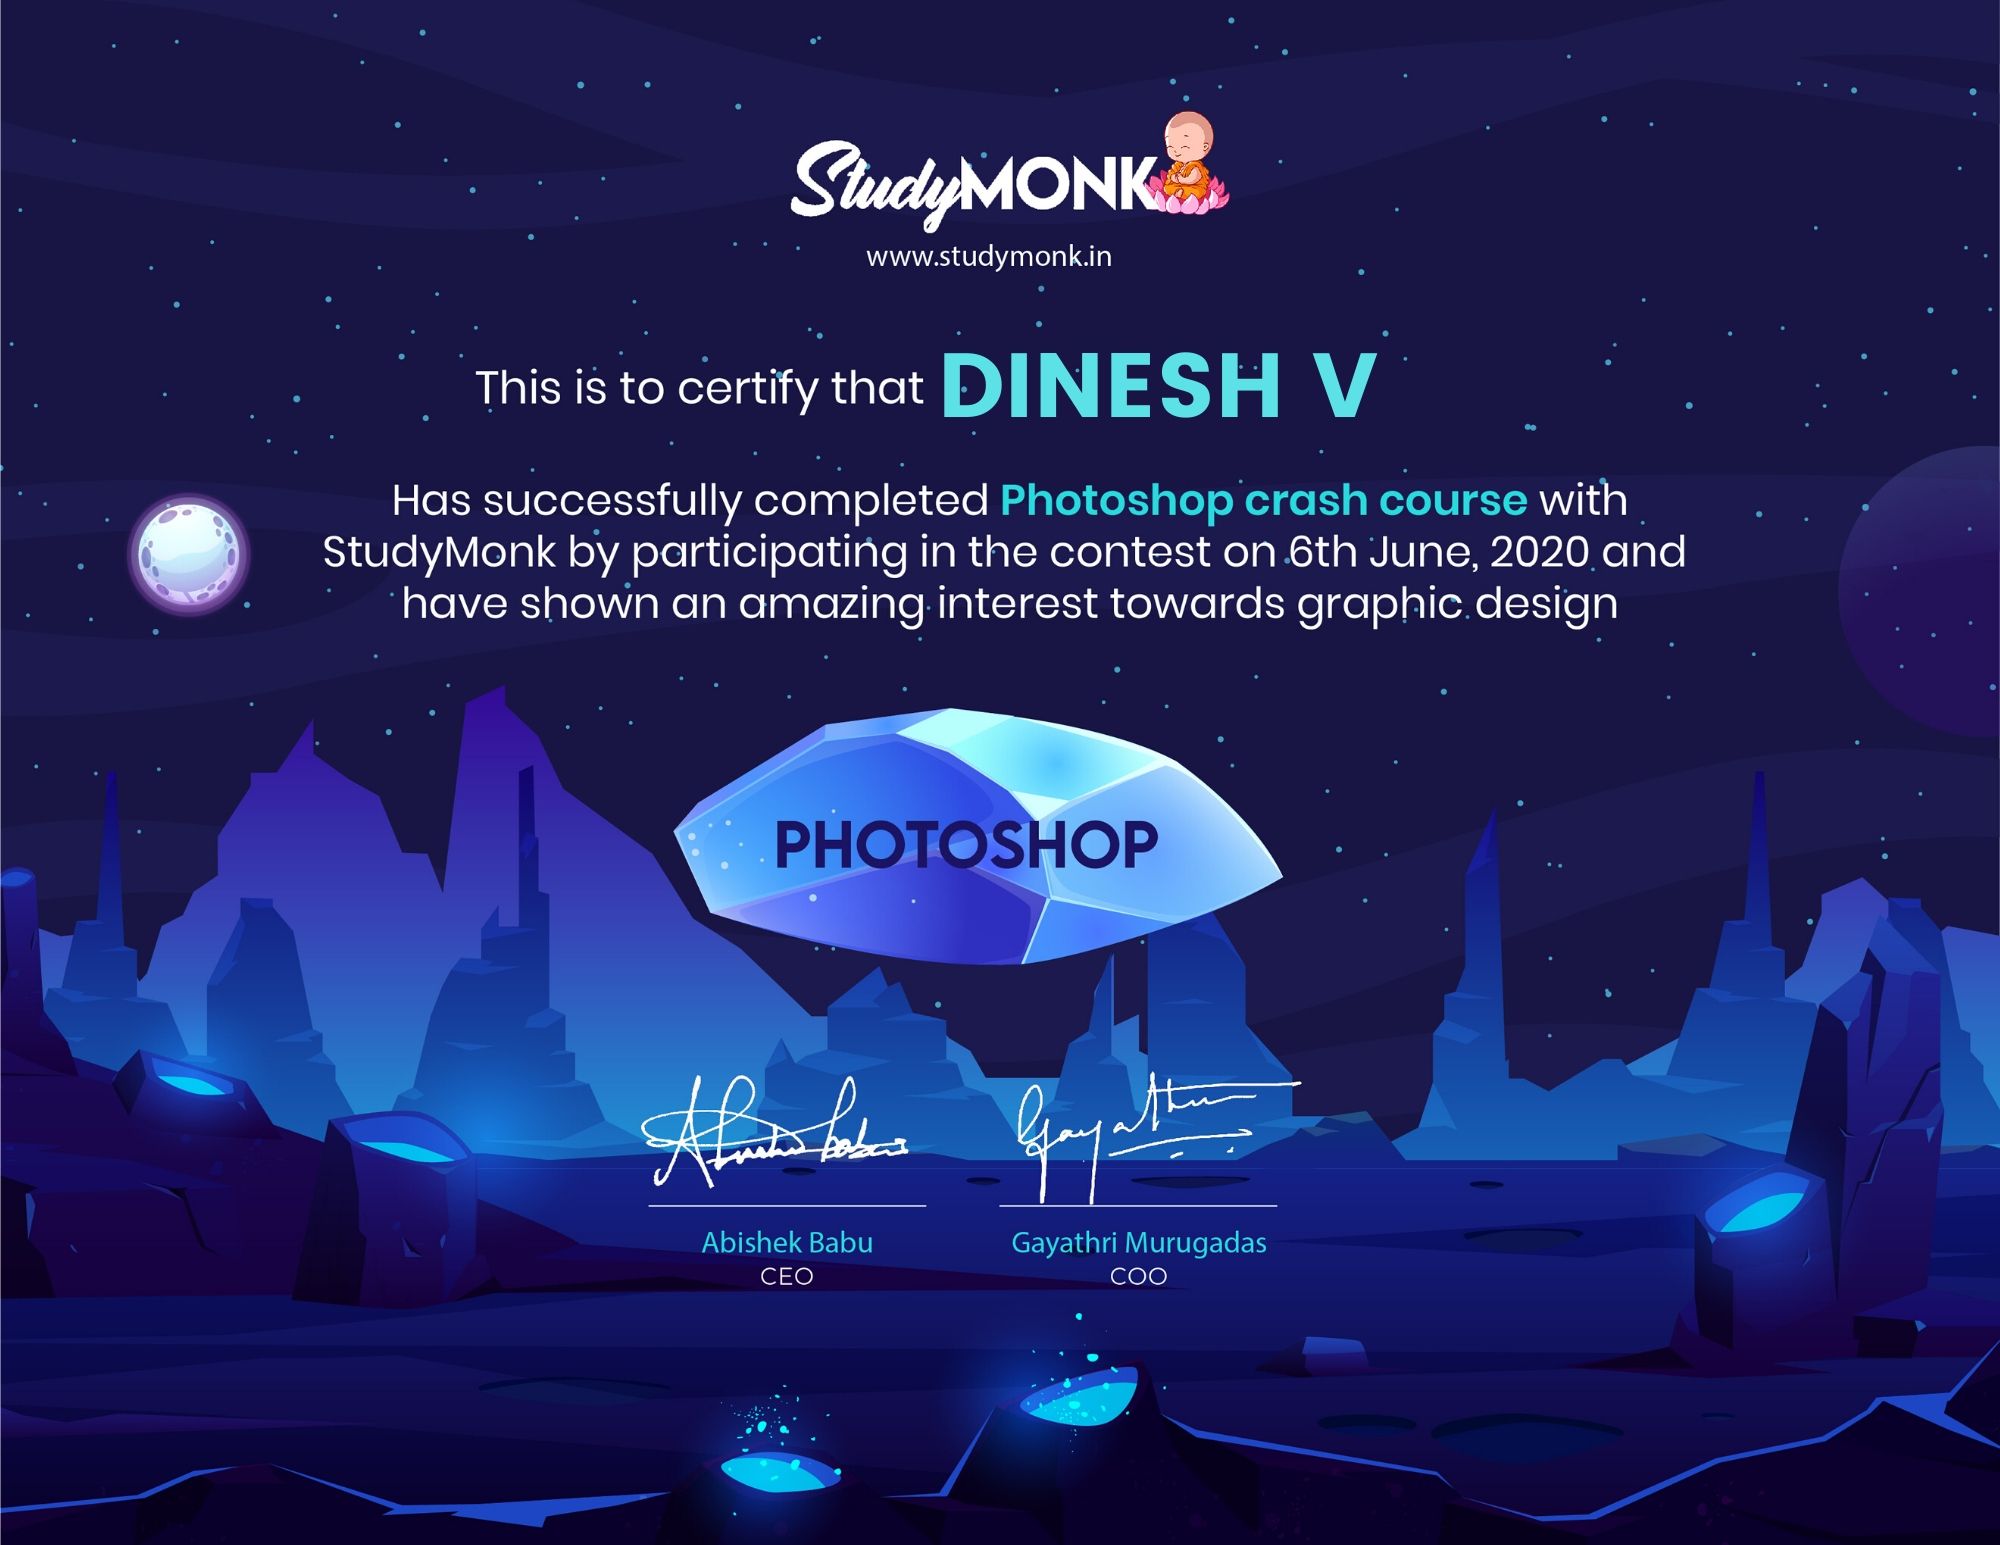 StudyMONK
www.studymonk.in
This is to certify that DINESH V
Has successfully completed Photoshop crash course with
StudyMonk by participating in the contest on 6th June, 2020 and
have shown an amazing interest towards graphic design
PHOTOSHOP
Abishek Babu
Gayathri
Abishek Babu
Gayathri Murugadas
CEO
COO